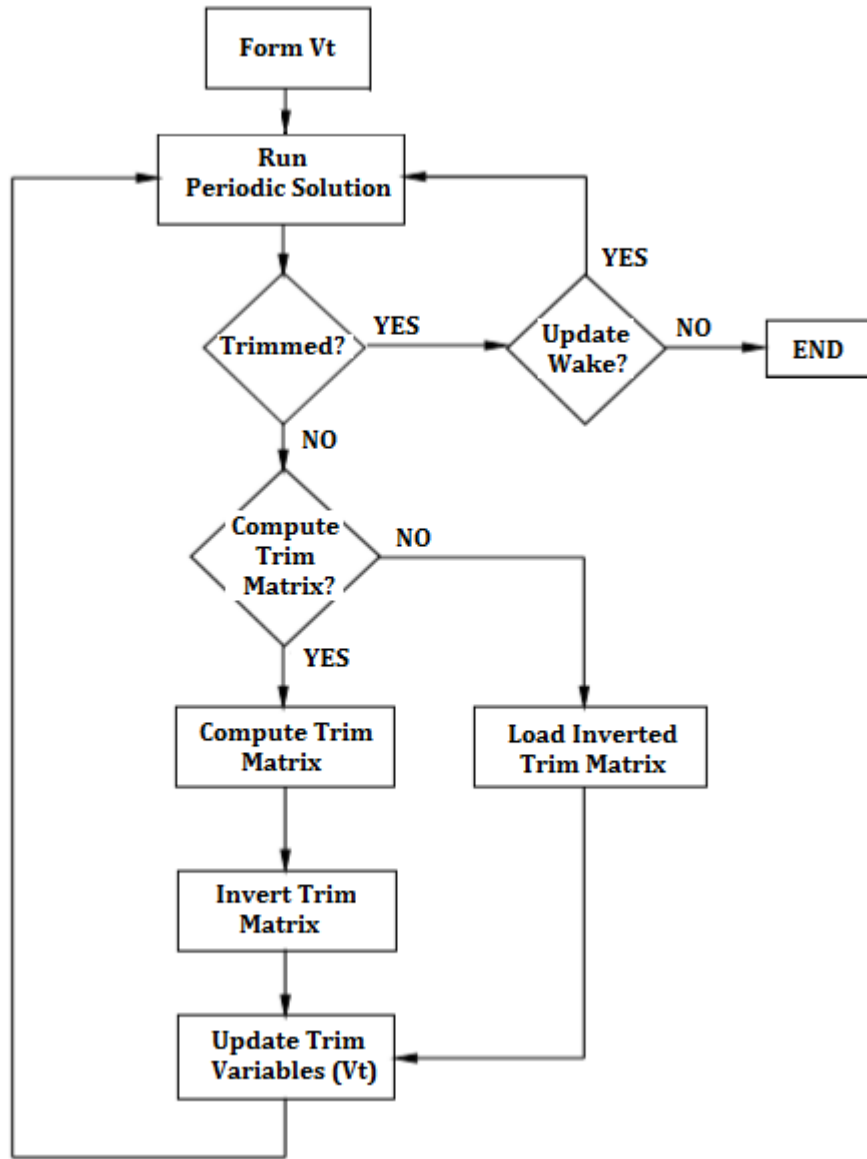 Form Vt
Run
Periodic Solution
YES
Trimmed?
YES
Update
Wake?
NO
END
NO
Compute
Trim
Matrix?
NO
YES
Compute Trim
Matrix
Load Inverted
Trim Matrix
Invert Trim
Matrix
Update Trim
Variables (Vt)